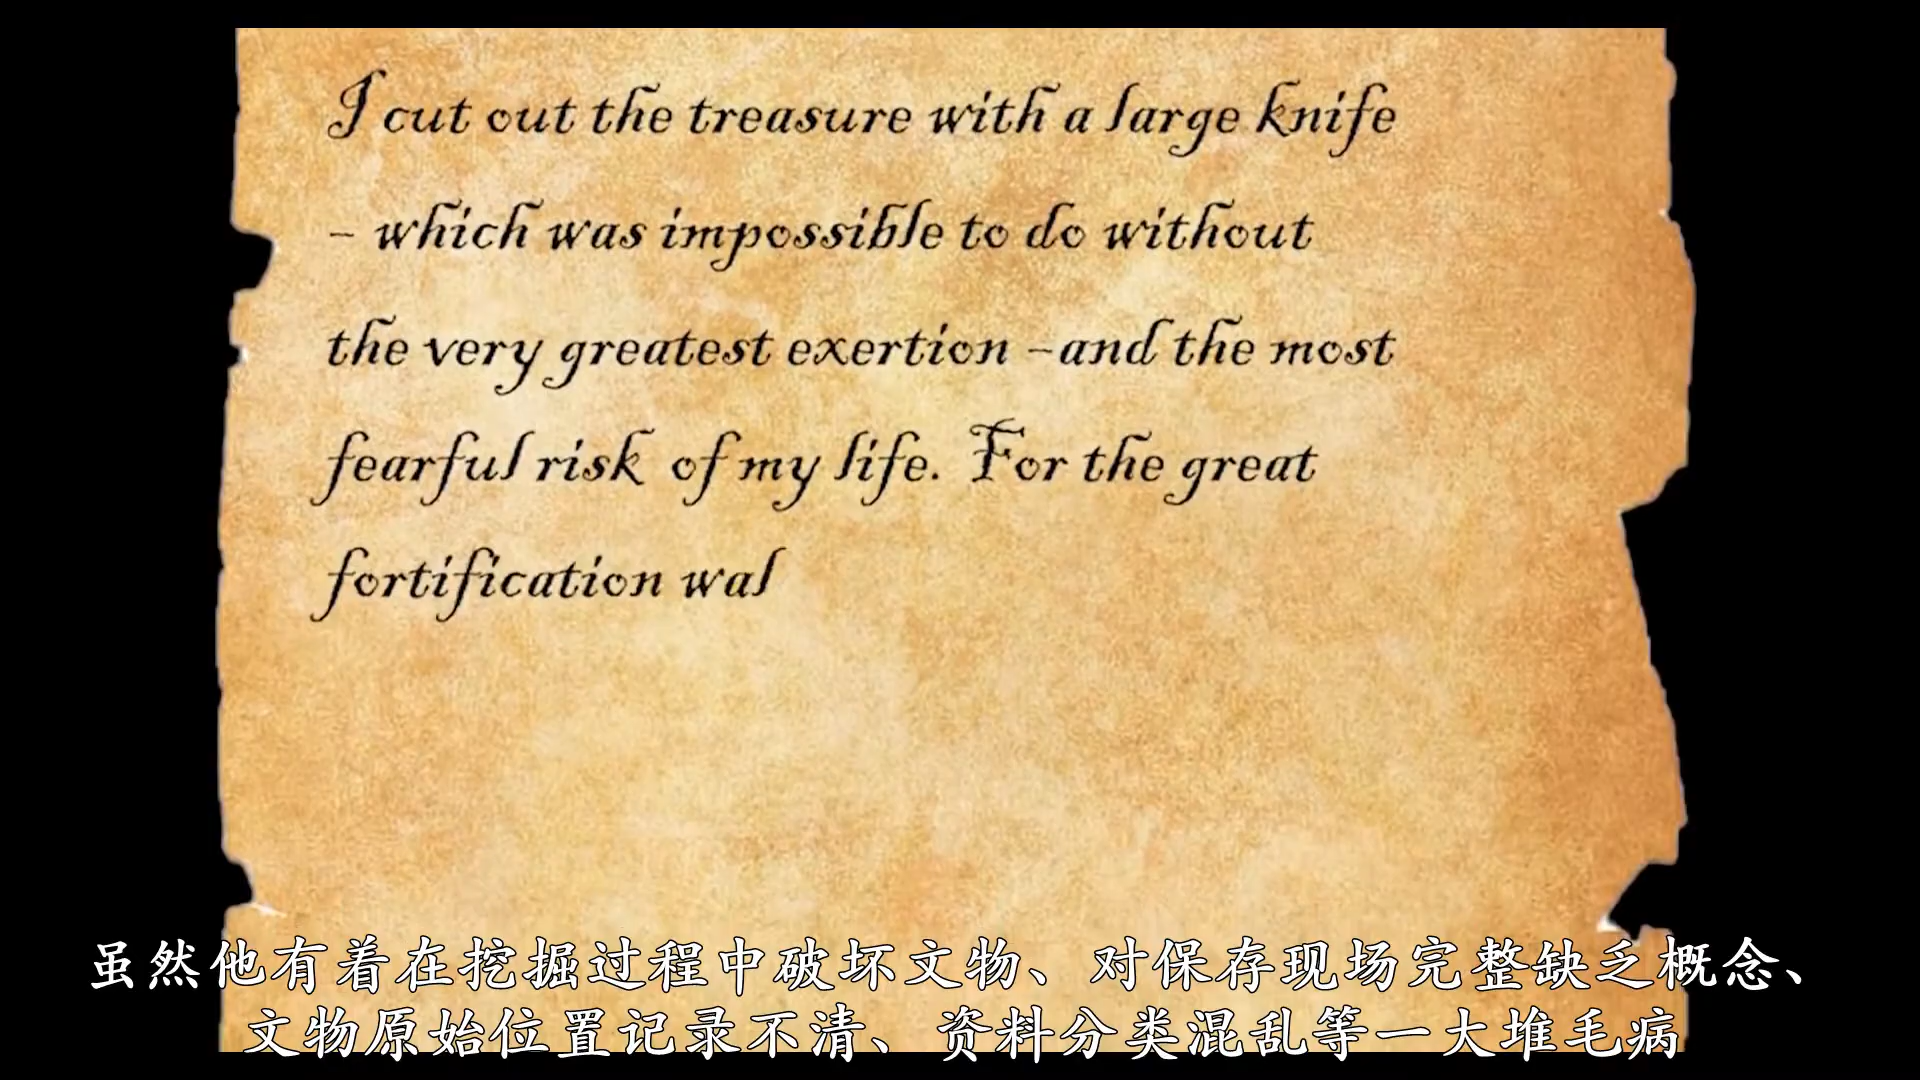 I cut out the treasure with a large knife
- which was impossible to do without
the very greatest exertion -and the most
fearful risk of my life. For the great
fortification wal
虽然他有着在挖掘过程中破坏文物、对保存现场完整缺乏概念、
文物原始位置记录不清、资料分类混乱等一大堆毛病